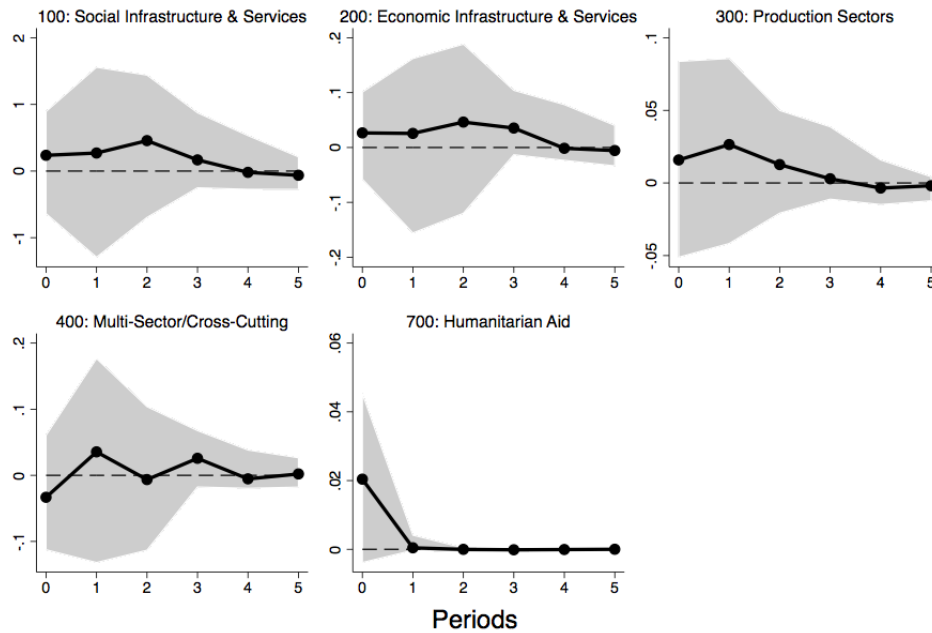 100: Social Infrastructure & Services
200: Economic Infrastructure & Services
300: Production Sectors
2
1
0
-1
0 1 2 3 4 5
.2
.1
0
-.1
-.2
0 1 2 3 4 5
.1
.05
0
-.05
0 1 2 3 4 5
400: Multi-Sector/Cross-Cutting
700: Humanitarian Aid
.2
.1
0
-.1
0 1 2 3 4 5
.06
.04
.02
0
0 1 2 3 4 5
Periods